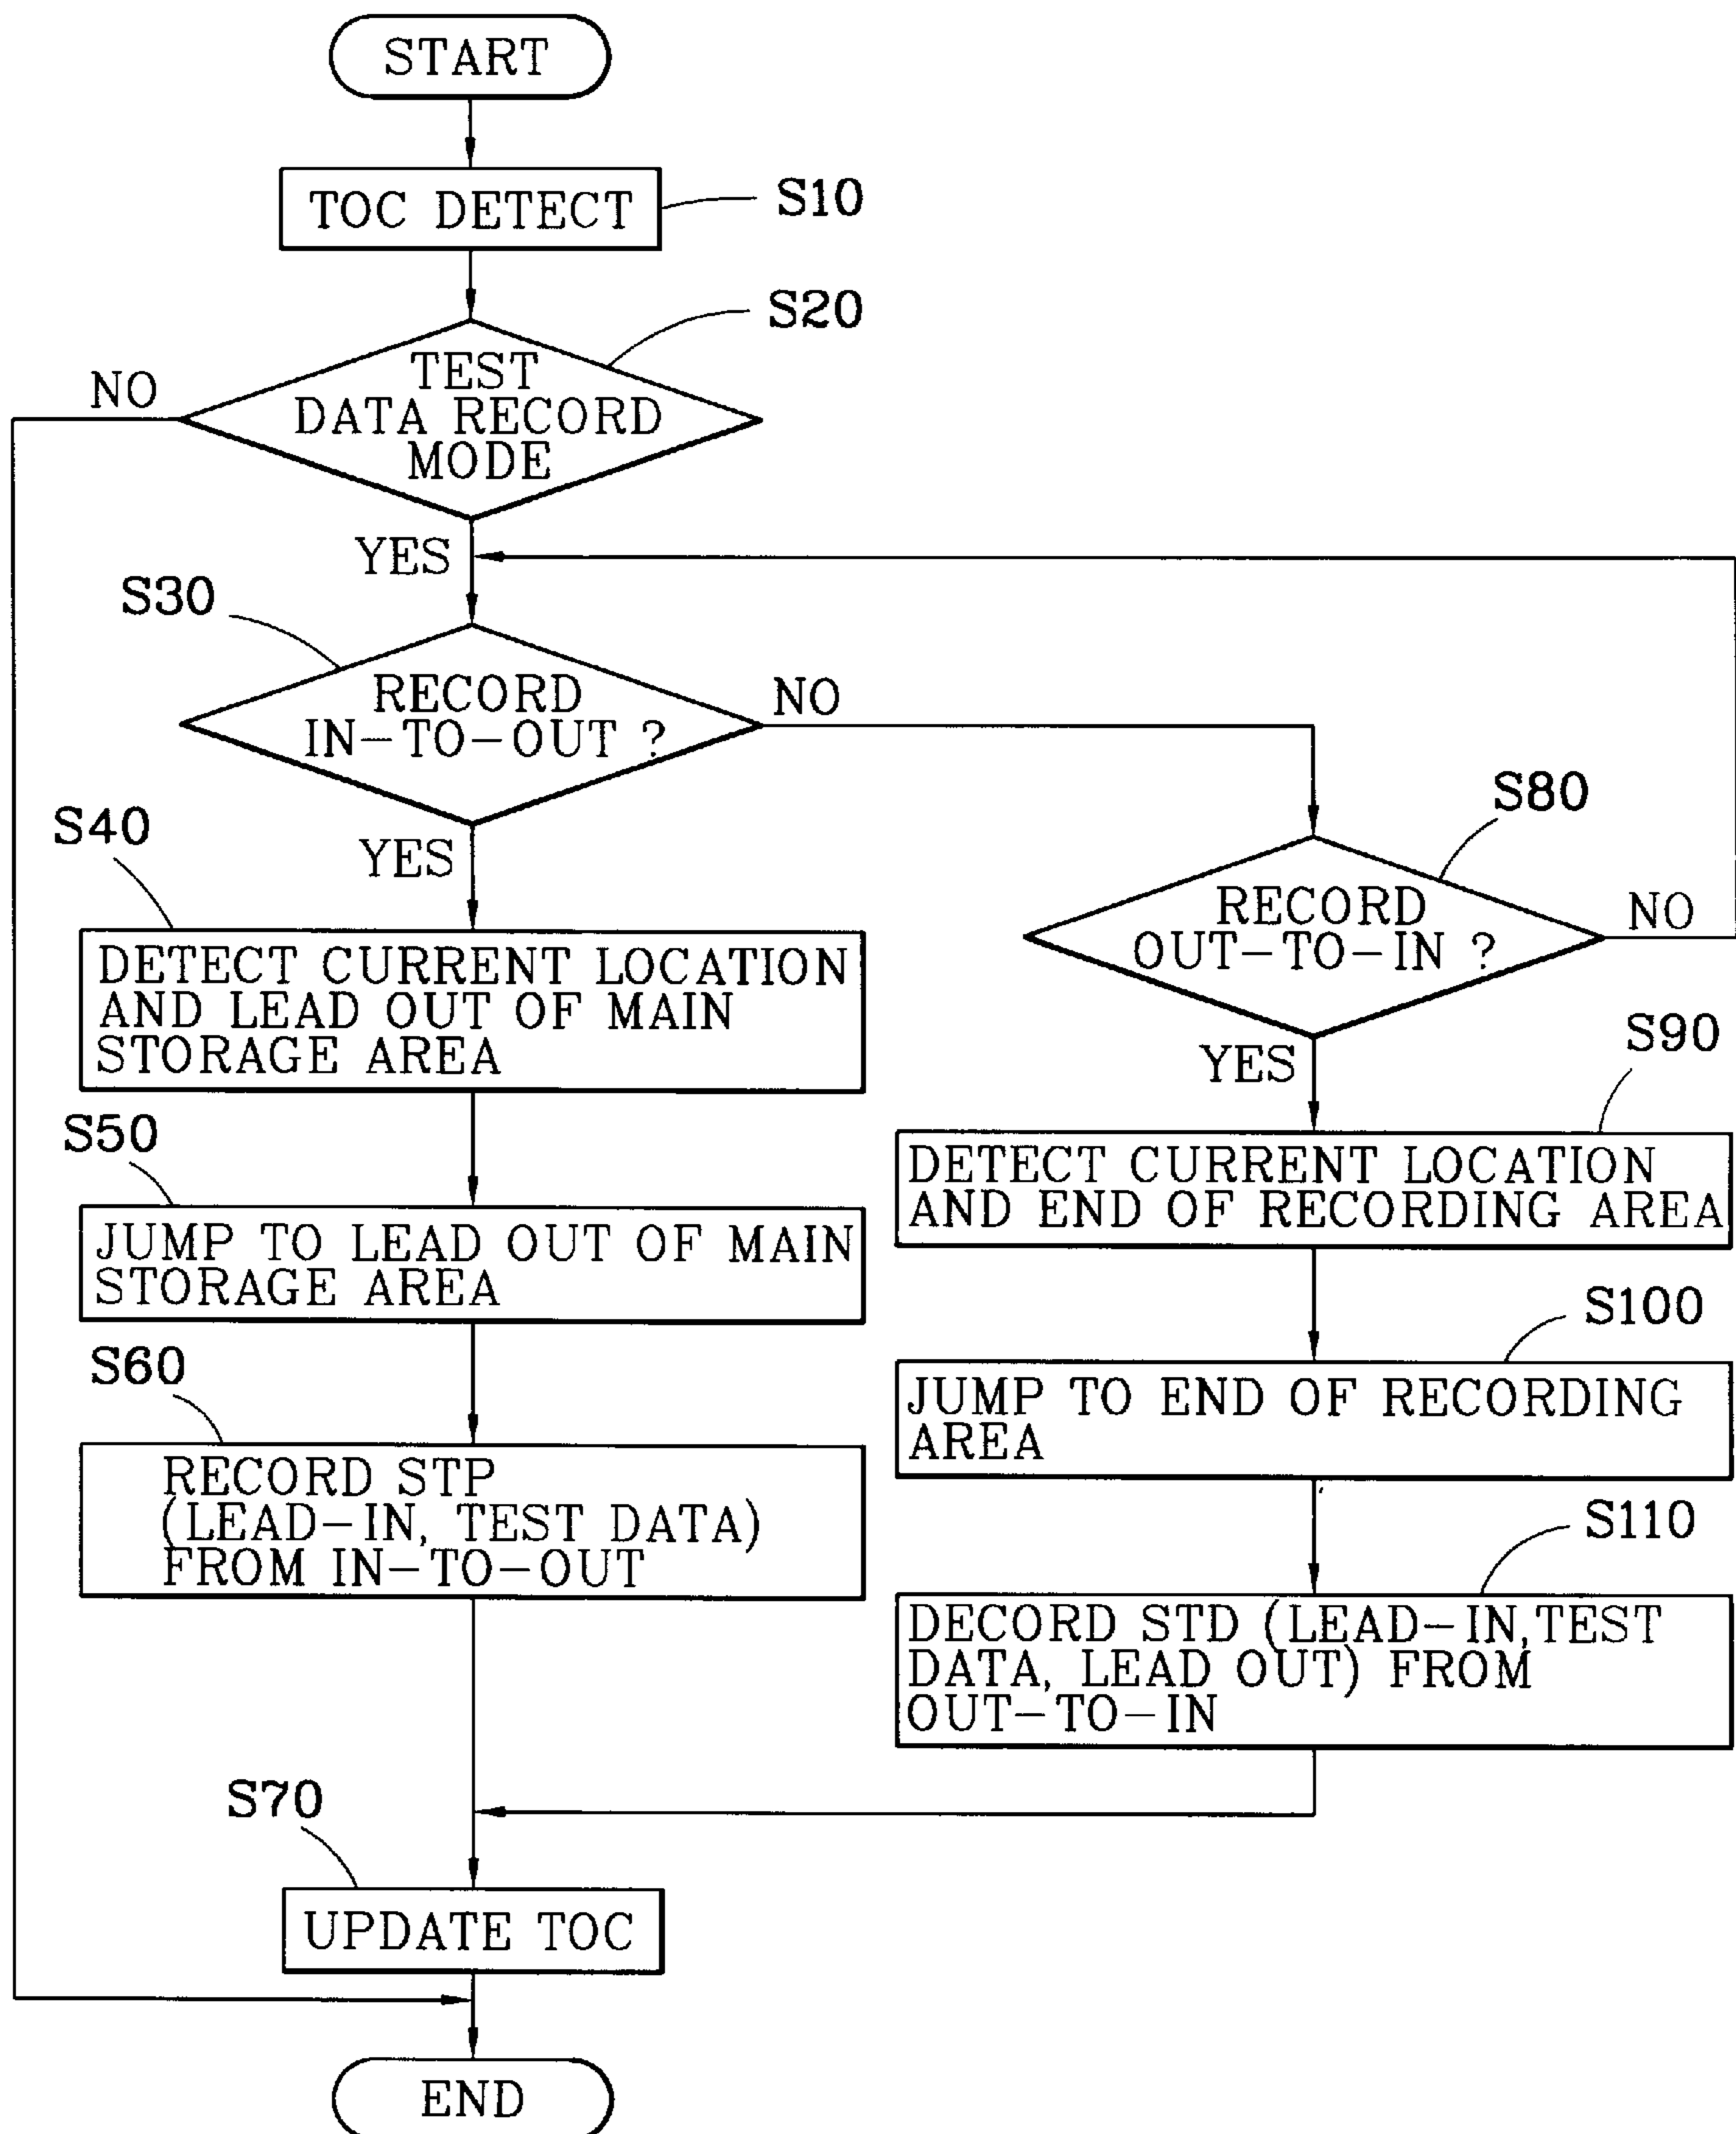 START
TOC DETECT
S10
S20
TEST
DATA RECORD
MODE
NO
YES
S30
RECORD
IN-TO-OUT ?
NO
YES
S40
DETECT CURRENT LOCATION
AND LEAD OUT OF MAIN
STORAGE AREA
S50
JUMP TO LEAD OUT OF MAIN
STORAGE AREA
S60
RECORD STP
(LEAD-IN, TEST DATA)
FROM IN-TO-OUT
S80
RECORD
OUT-TO-IN ?
NO
YES
S90
DETECT CURRENT LOCATION
AND END OF RECORDING AREA
S100
JUMP TO END OF RECORDING
AREA
S110
DECORD STD (LEAD-IN,TEST
DATA, LEAD OUT) FROM
OUT-TO-IN
S70
UPDATE TOC
END